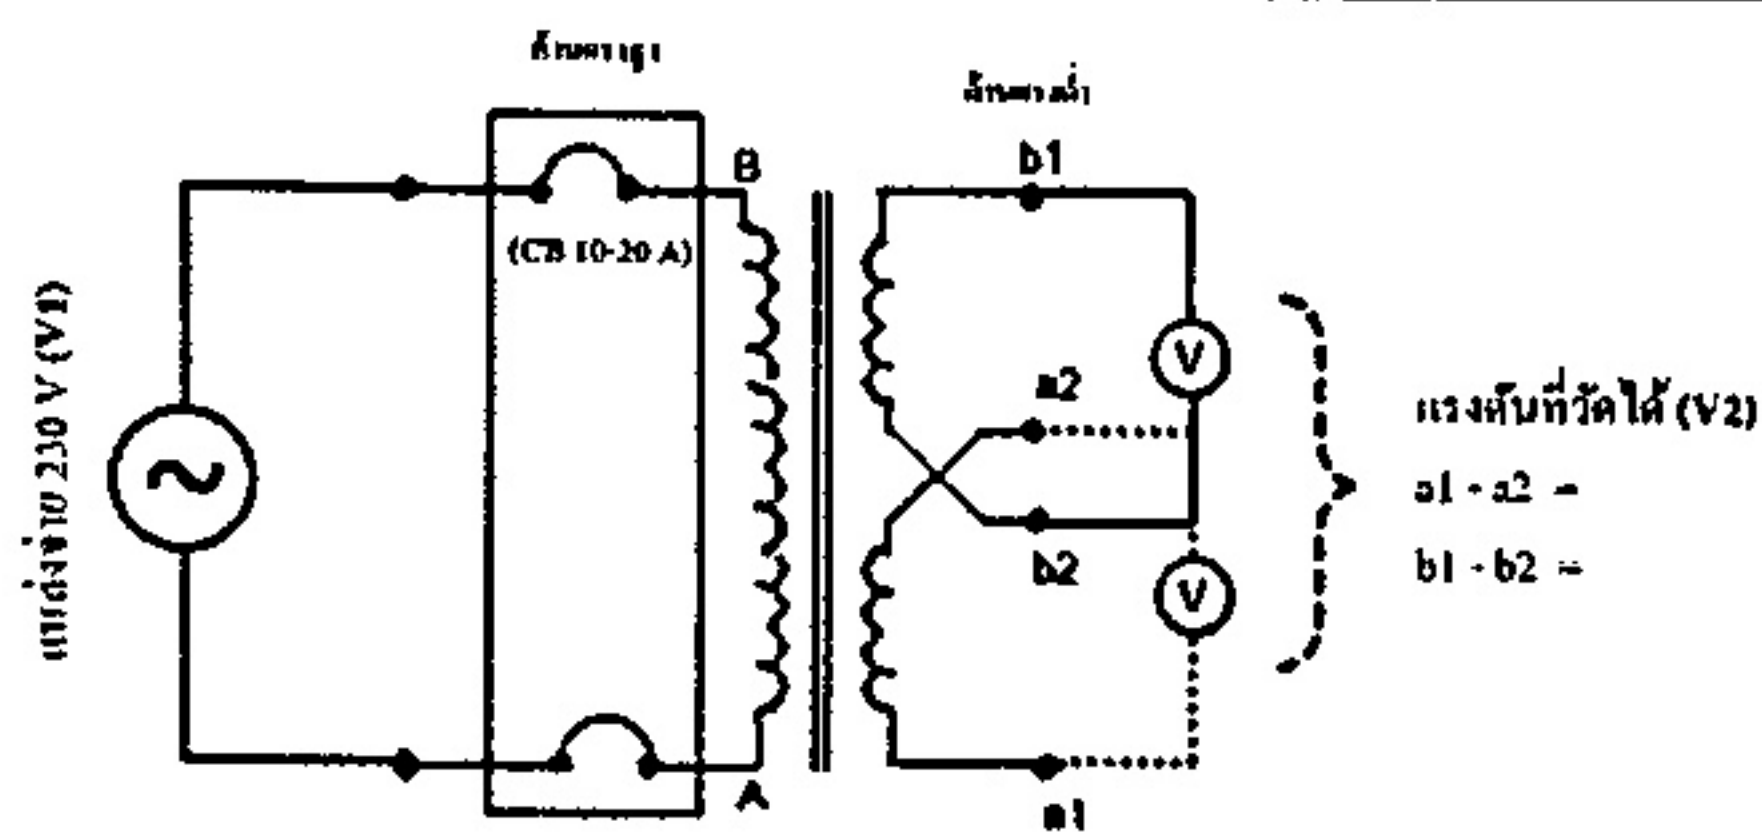 ด้านแรงสูง
ด้านแรงต่ำ
B
b1
(CB 10-20 A)
แหล่งจ่าย 230 V (V1)
V
a2
b2
V
A
a1
แรงดันที่วัดได้ (V2)
a1 - a2 =
b1 - b2 =